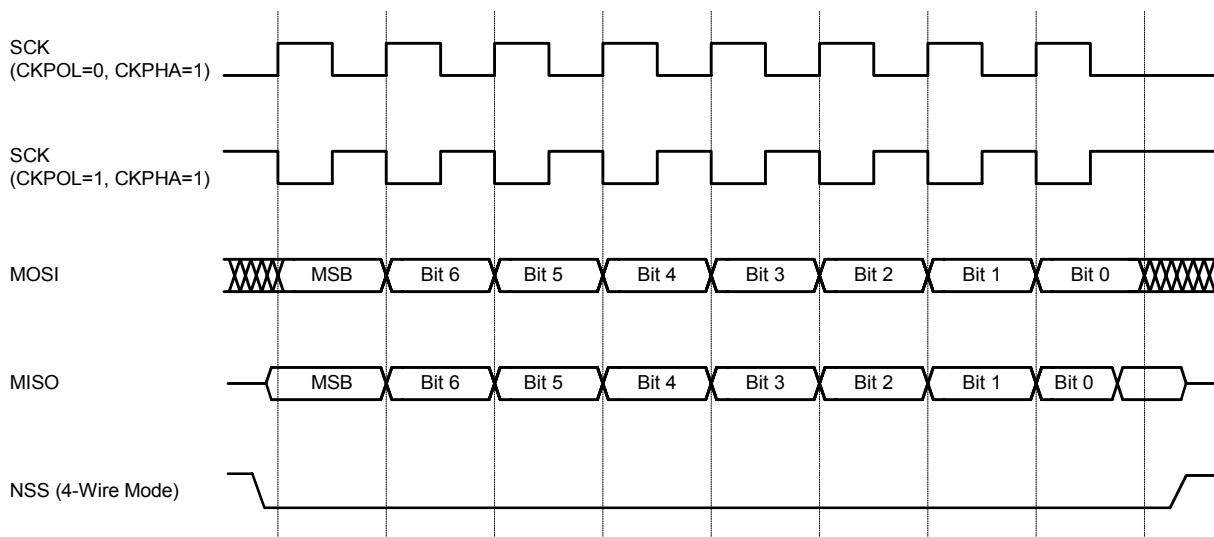 SCK
(CKPOL=0, CKPHA=1)
SCK
(CKPOL=1, CKPHA=1)
MOSI MSB Bit 6 Bit 5 Bit 4 Bit 3 Bit 2 Bit 1 Bit 0
MISO MSB Bit 6 Bit 5 Bit 4 Bit 3 Bit 2 Bit 1 Bit 0
NSS (4-Wire Mode)